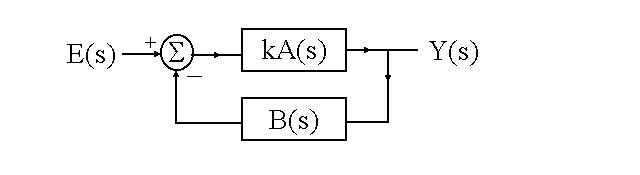 E(s) + Σ − kA(s) Y(s)
B(s)